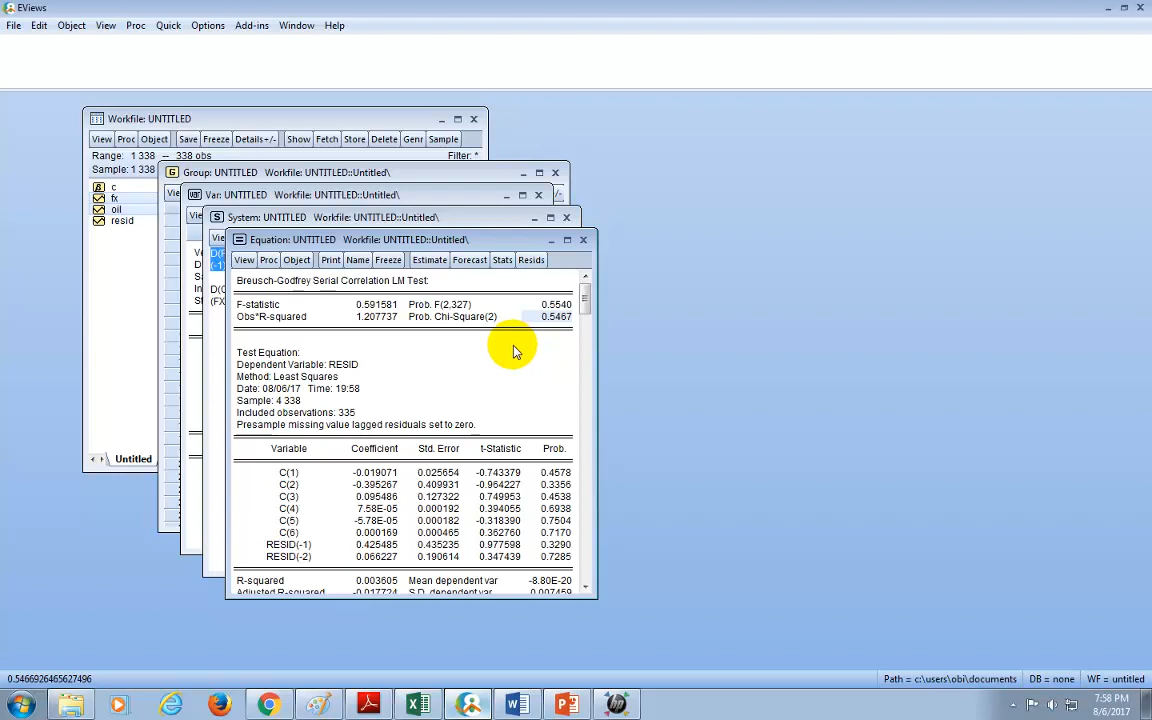 EViews
File Edit Object View Proc Quick Options Add-ins Window Help
Workfile: UNTITLED
View Proc Object Save Freeze Details+/- Show Fetch Store Delete Genr Sample
Range: 1 338 -- 338 obs Filter: *
Sample: 1 338
c
fx
oil
resid
Untitled
Group: UNTITLED Workfile: UNTITLED::Untitled\
Var: UNTITLED Workfile: UNTITLED::Untitled\
System: UNTITLED Workfile: UNTITLED::Untitled\
Equation: UNTITLED Workfile: UNTITLED::Untitled\
View Proc Object Print Name Freeze Estimate Forecast Stats Resids
Breusch-Godfrey Serial Correlation LM Test:
F-statistic 0.591581 Prob. F(2,327) 0.5540
Obs*R-squared 1.207737 Prob. Chi-Square(2) 0.5467
Test Equation:
Dependent Variable: RESID
Method: Least Squares
Date: 08/06/17 Time: 19:58
Sample: 4 338
Included observations: 335
Presample missing value lagged residuals set to zero.
Variable Coefficient Std. Error t-Statistic Prob.
C(1) -0.019071 0.025654 -0.743379 0.4578
C(2) -0.395267 0.409931 -0.964227 0.3356
C(3) 0.095486 0.127322 0.749953 0.4538
C(4) 7.58E-05 0.000192 0.394055 0.6938
C(5) -5.78E-05 0.000182 -0.318390 0.7504
C(6) 0.000169 0.000465 0.362760 0.7170
RESID(-1) 0.425485 0.435235 0.977598 0.3290
RESID(-2) 0.066227 0.190614 0.347439 0.7285
R-squared 0.003605 Mean dependent var -8.80E-20
Adjusted R-squared -0.017724 S.D. dependent var 0.007459
0.5466926465627496
Path = c:\users\obi\documents DB = none WF = untitled
7:58 PM
8/6/2017